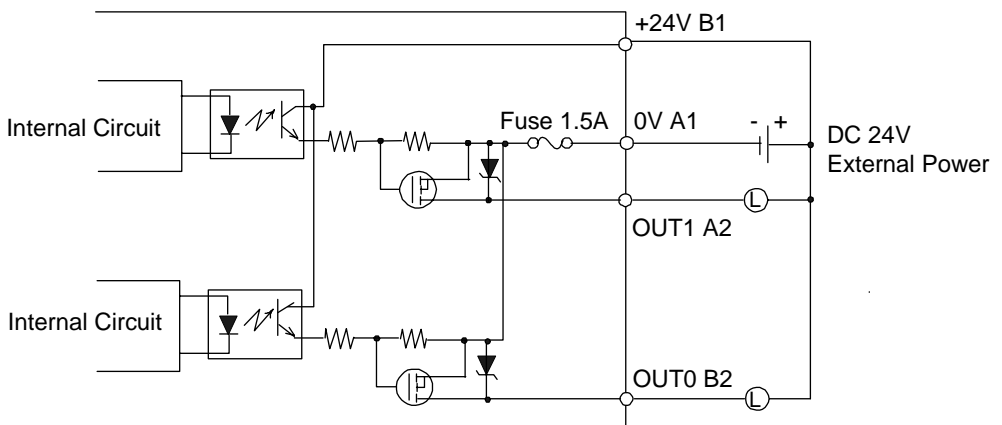 +24V B1
Internal Circuit
Fuse 1.5A
0V A1
- +
DC 24V
External Power
L
OUT1 A2
Internal Circuit
OUT0 B2
L